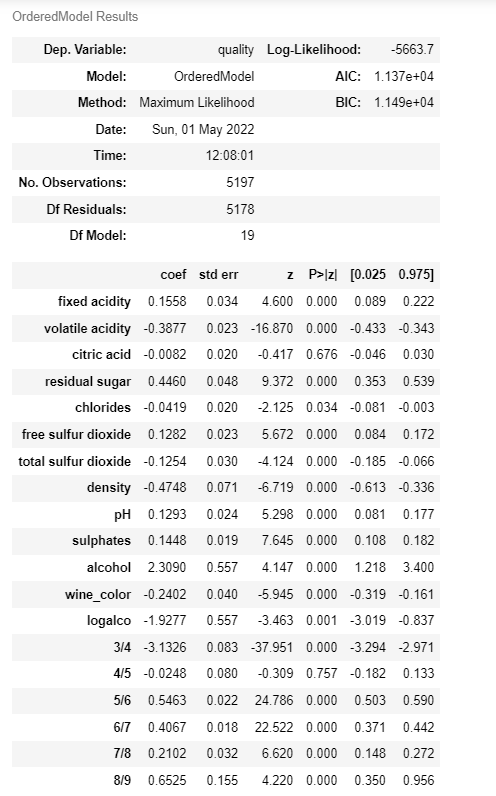 OrderedModel Results
Dep. Variable: quality Log-Likelihood: -5663.7
Model: OrderedModel AIC: 1.137e+04
Method: Maximum Likelihood BIC: 1.149e+04
Date: Sun, 01 May 2022
Time: 12:08:01
No. Observations: 5197
Df Residuals: 5178
Df Model: 19
coef std err z P>|z| [0.025 0.975]
fixed acidity 0.1558 0.034 4.600 0.000 0.089 0.222
volatile acidity -0.3877 0.023 -16.870 0.000 -0.433 -0.343
citric acid -0.0082 0.020 -0.417 0.676 -0.046 0.030
residual sugar 0.4460 0.048 9.372 0.000 0.353 0.539
chlorides -0.0419 0.020 -2.125 0.034 -0.081 -0.003
free sulfur dioxide 0.1282 0.023 5.672 0.000 0.084 0.172
total sulfur dioxide -0.1254 0.030 -4.124 0.000 -0.185 -0.066
density -0.4748 0.071 -6.719 0.000 -0.613 -0.336
pH 0.1293 0.024 5.298 0.000 0.081 0.177
sulphates 0.1448 0.019 7.645 0.000 0.108 0.182
alcohol 2.3090 0.557 4.147 0.000 1.218 3.400
wine_color -0.2402 0.040 -5.945 0.000 -0.319 -0.161
logalco -1.9277 0.557 -3.463 0.001 -3.019 -0.837
3/4 -3.1326 0.083 -37.951 0.000 -3.294 -2.971
4/5 -0.0248 0.080 -0.309 0.757 -0.182 0.133
5/6 0.5463 0.022 24.786 0.000 0.503 0.590
6/7 0.4067 0.018 22.522 0.000 0.371 0.442
7/8 0.2102 0.032 6.620 0.000 0.148 0.272
8/9 0.6525 0.155 4.220 0.000 0.350 0.956